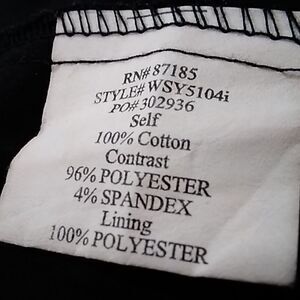 RN# 87185
STYLE# WSY5104i
PO# 302936
Self
100% Cotton
Contrast
96% POLYESTER
4% SPANDEX
Lining
100% POLYESTER